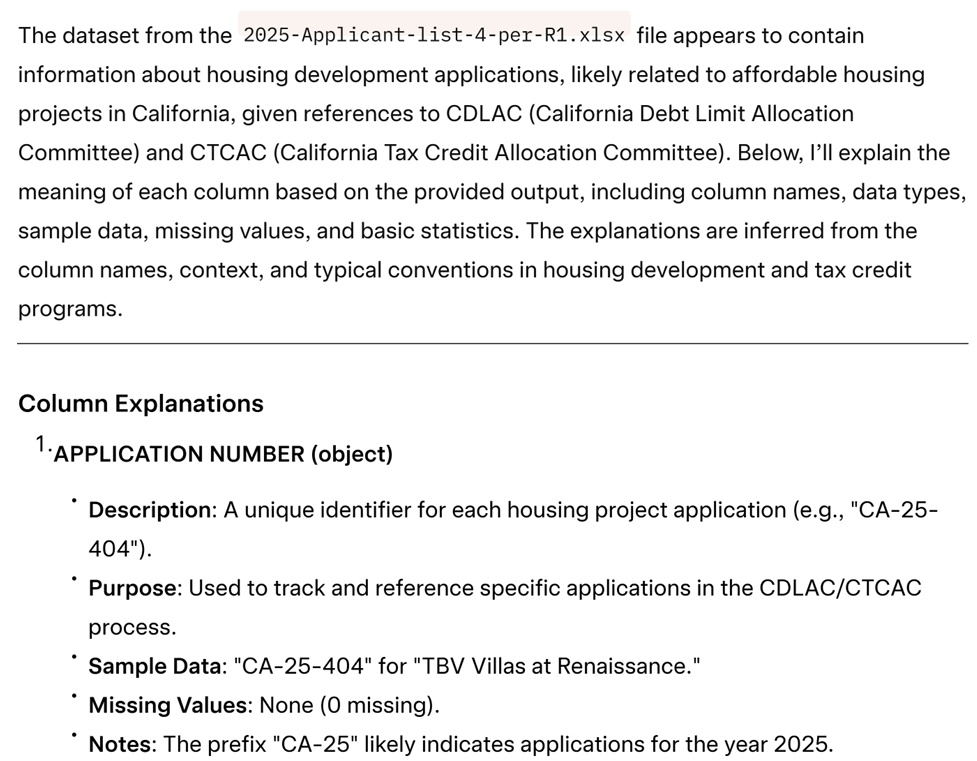 The dataset from the 2025-Applicant-list-4-per-R1.xlsx file appears to contain
information about housing development applications, likely related to affordable housing
projects in California, given references to CDLAC (California Debt Limit Allocation
Committee) and CTCAC (California Tax Credit Allocation Committee). Below, I’ll explain the
meaning of each column based on the provided output, including column names, data types,
sample data, missing values, and basic statistics. The explanations are inferred from the
column names, context, and typical conventions in housing development and tax credit
programs.
Column Explanations
1. APPLICATION NUMBER (object)
• Description: A unique identifier for each housing project application (e.g., "CA-25-
404").
• Purpose: Used to track and reference specific applications in the CDLAC/CTCAC
process.
• Sample Data: "CA-25-404" for "TBV Villas at Renaissance."
• Missing Values: None (0 missing).
• Notes: The prefix "CA-25" likely indicates applications for the year 2025.